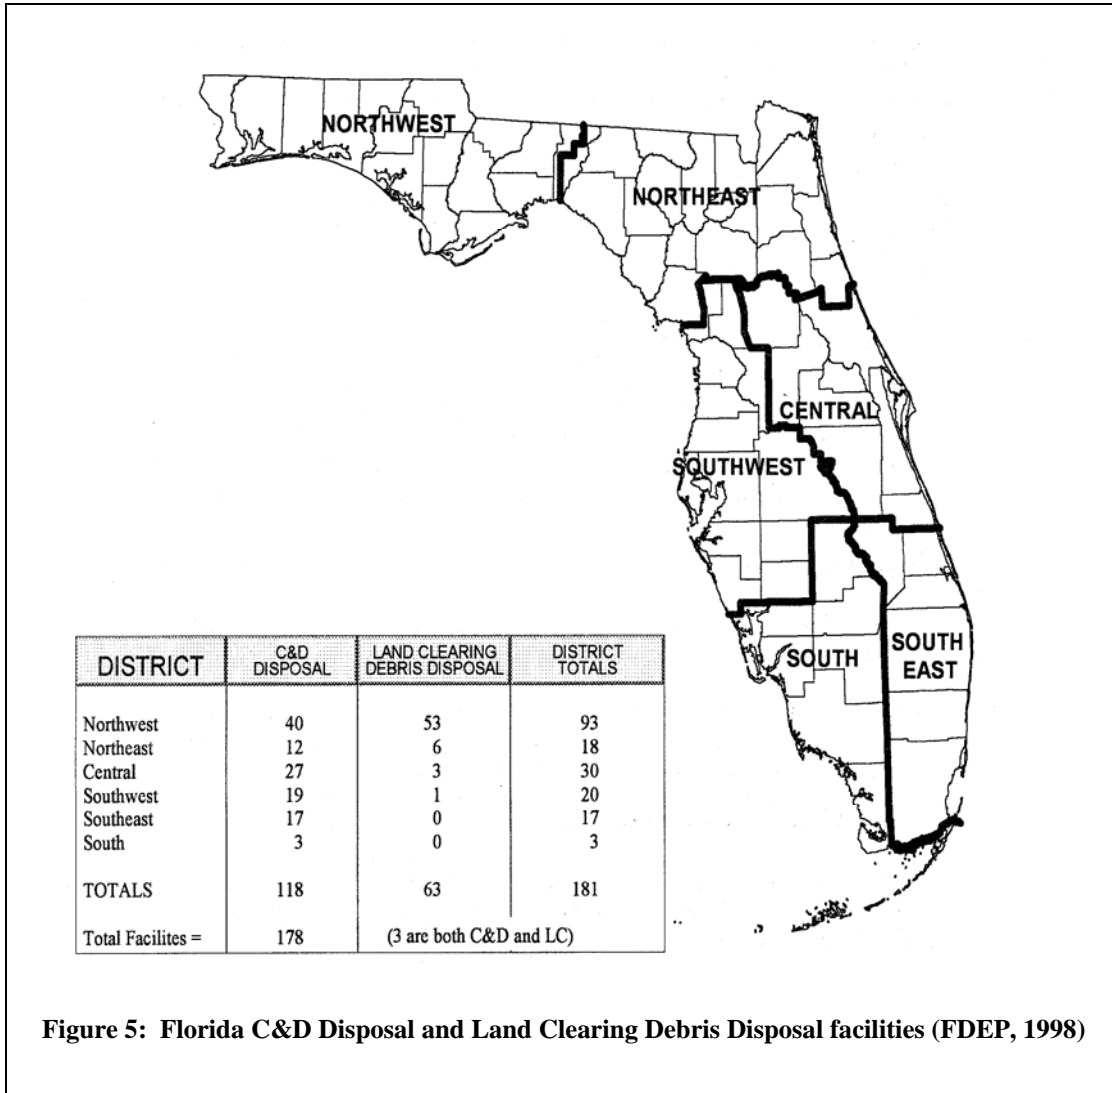 NORTHWEST
NORTHEAST
CENTRAL
SOUTHWEST
SOUTH
SOUTH
EAST
DISTRICT C&D DISPOSAL LAND CLEARING DEBRIS DISPOSAL DISTRICT TOTALS
Northwest 40 53 93
Northeast 12 6 18
Central 27 3 30
Southwest 19 1 20
Southeast 17 0 17
South 3 0 3
TOTALS 118 63 181
Total Facilites = 178 (3 are both C&D and LC)
Figure 5: Florida C&D Disposal and Land Clearing Debris Disposal facilities (FDEP, 1998)